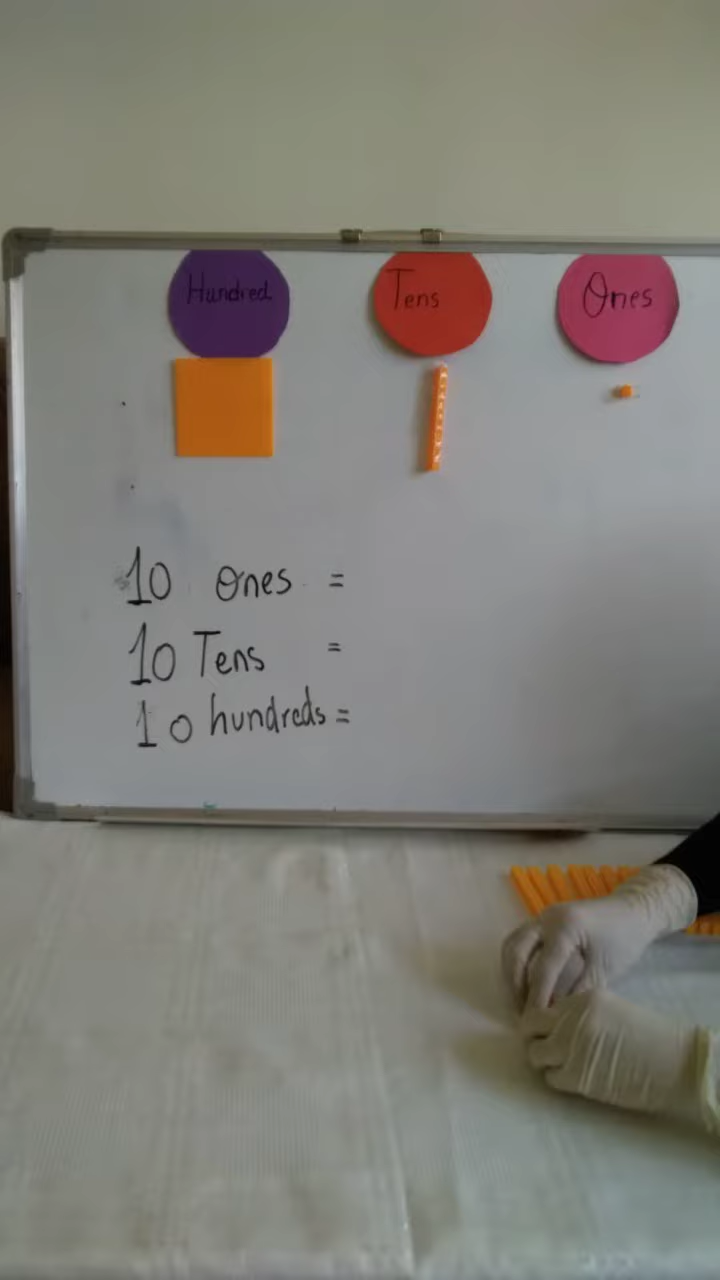 Hundred Tens Ones
10 Ones =
10 Tens =
10 hundreds =